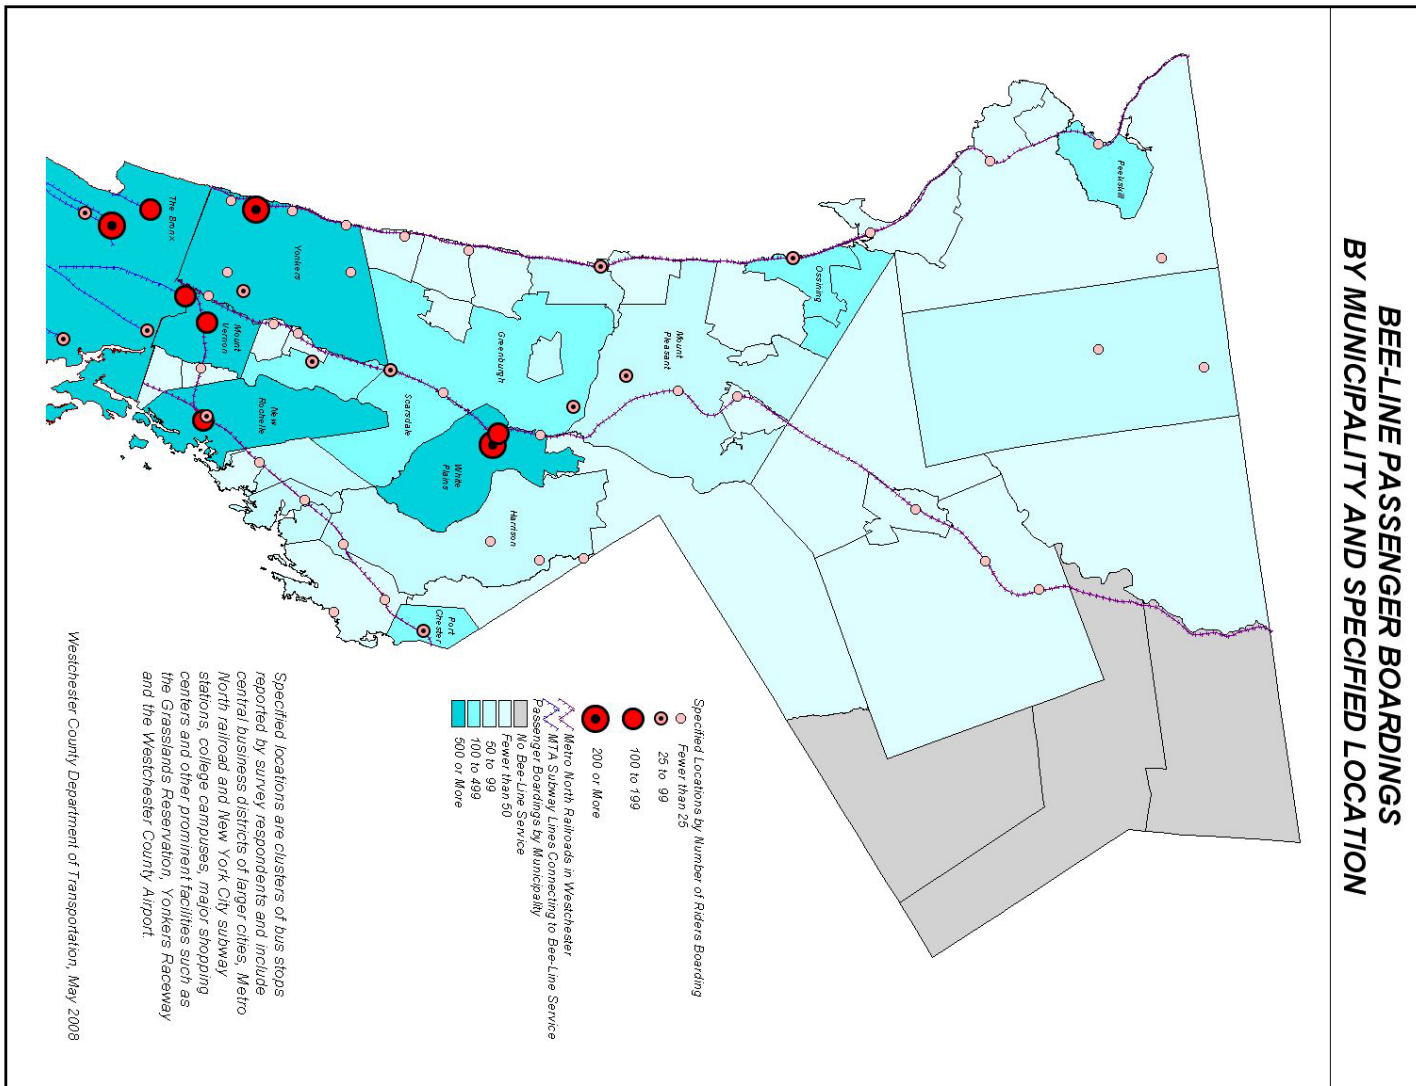 BEE-LINE PASSENGER BOARDINGS
BY MUNICIPALITY AND SPECIFIED LOCATION
Peekskill
Ossining
Mount
Pleasant
Greenburgh
Yonkers
The Bronx
Mount
Vernon
Scarsdale
New
Rochelle
White
Plains
Harrison
Port
Chester
Specified Locations by Number of Riders Boarding
Fewer than 25
25 to 99
100 to 199
200 or More
Metro North Railroads in Westchester
MTA Subway Lines Connecting to Bee-Line Service
Passenger Boardings by Municipality
No Bee-Line Service
Fewer than 50
50 to 99
100 to 499
500 or More
Specified locations are clusters of bus stops
reported by survey respondents and include
central business districts of larger cities, Metro
North railroad and New York City subway
stations, college campuses, major shopping
centers and other prominent facilities such as
the Grasslands Reservation, Yonkers Raceway
and the Westchester County Airport.
Westchester County Department of Transportation, May 2008